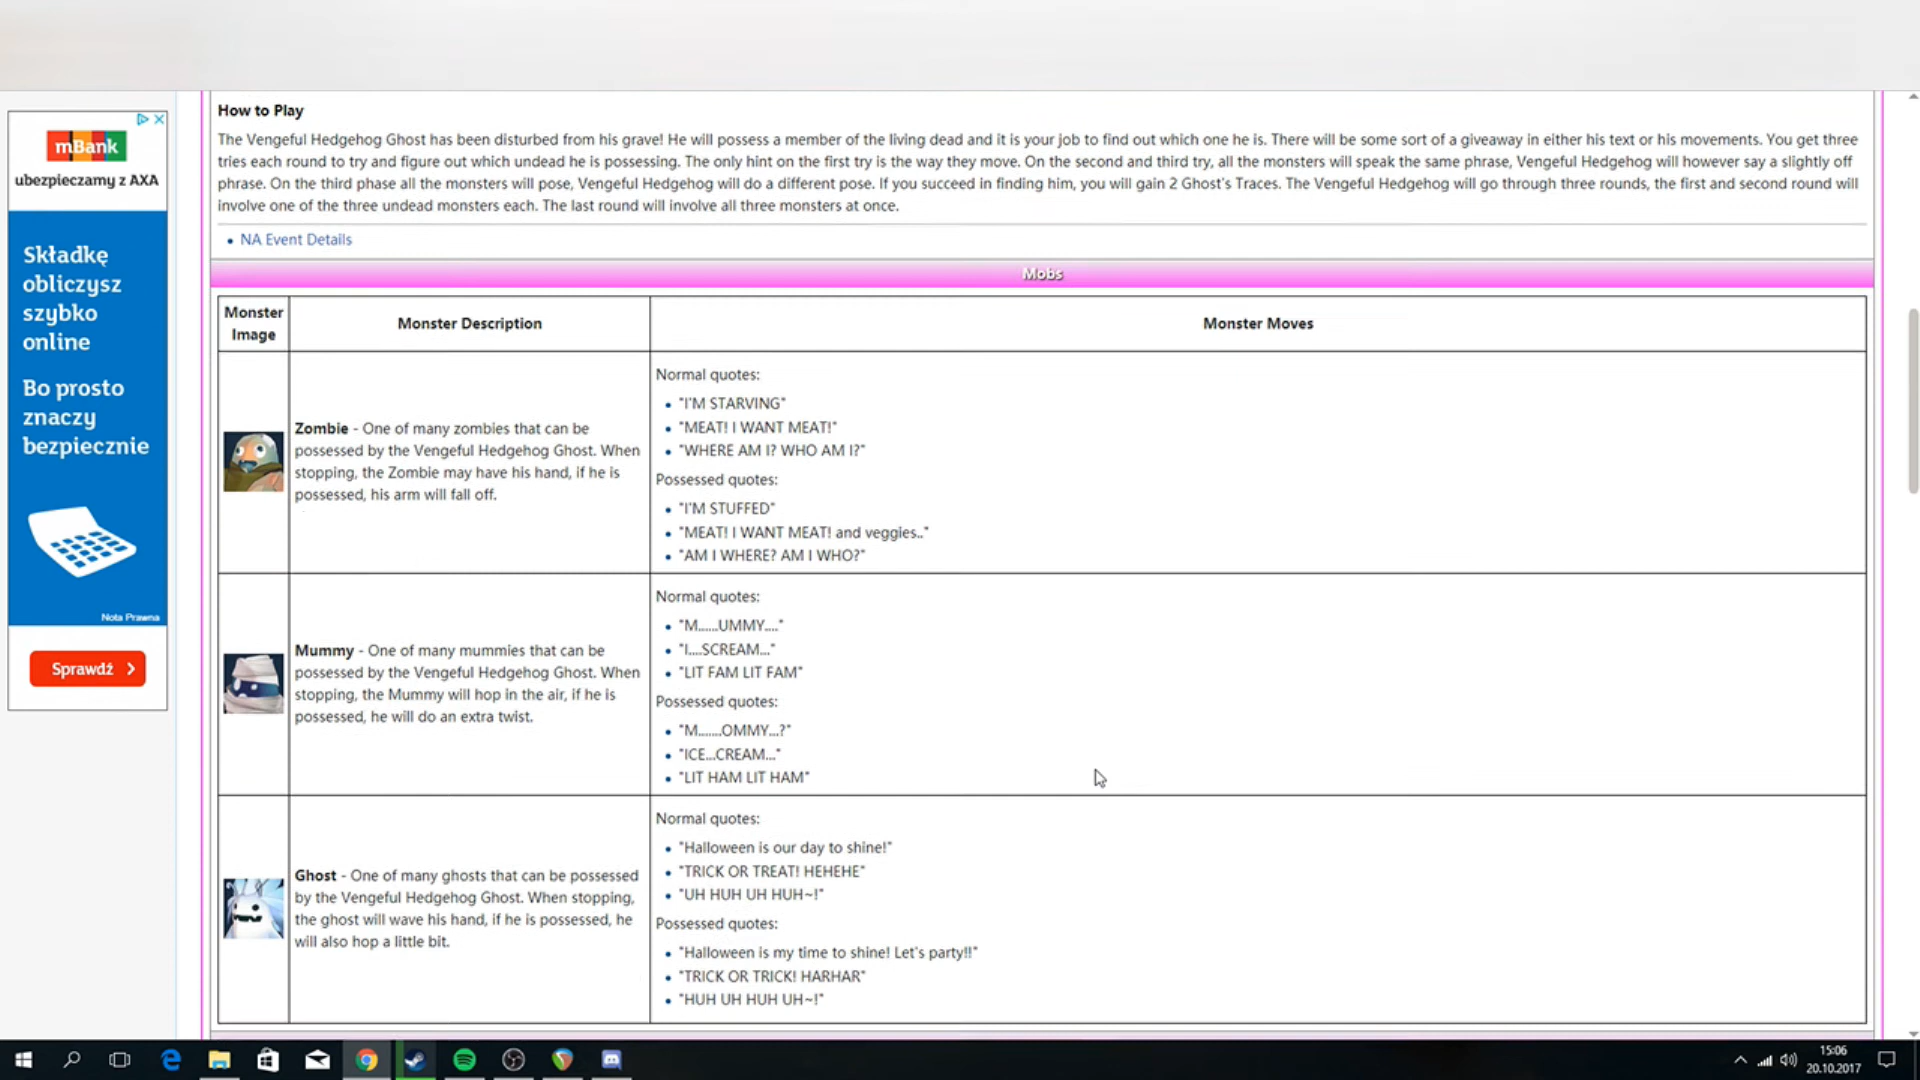 How to Play
The Vengeful Hedgehog Ghost has been disturbed from his grave! He will possess a member of the living dead and it is your job to find out which one he is. There will be some sort of a giveaway in either his text or his movements. You get three
tries each round to try and figure out which undead he is possessing. The only hint on the first try is the way they move. On the second and third try, all the monsters will speak the same phrase, Vengeful Hedgehog will however say a slightly off
phrase. On the third phase all the monsters will pose, Vengeful Hedgehog will do a different pose. If you succeed in finding him, you will gain 2 Ghost's Traces. The Vengeful Hedgehog will go through three rounds, the first and second round will
involve one of the three undead monsters each. The last round will involve all three monsters at once.
NA Event Details
mBank
ubezpieczamy z AXA
Składkę
obliczysz
szybko
online
Bo prosto
znaczy
bezpiecznie
Nota Prawna
Sprawdź
Mobs
Monster
Image
Monster Description
Monster Moves
Zombie - One of many zombies that can be
possessed by the Vengeful Hedgehog Ghost. When
stopping, the Zombie may have his hand, if he is
possessed, his arm will fall off.
Normal quotes:
"I'M STARVING"
"MEAT! I WANT MEAT!"
"WHERE AM I? WHO AM I?"
Possessed quotes:
"I'M STUFFED"
"MEAT! I WANT MEAT! and veggies.."
"AM I WHERE? AM I WHO?"
Mummy - One of many mummies that can be
possessed by the Vengeful Hedgehog Ghost. When
stopping, the Mummy will hop in the air, if he is
possessed, he will do an extra twist.
Normal quotes:
"M......UMMY...."
"I....SCREAM..."
"LIT FAM LIT FAM"
Possessed quotes:
"M.......OMMY...?"
"ICE...CREAM..."
"LIT HAM LIT HAM"
Ghost - One of many ghosts that can be possessed
by the Vengeful Hedgehog Ghost. When stopping,
the ghost will wave his hand, if he is possessed, he
will also hop a little bit.
Normal quotes:
"Halloween is our day to shine!"
"TRICK OR TREAT! HEHEHE"
"UH HUH UH HUH~!"
Possessed quotes:
"Halloween is my time to shine! Let's party!!"
"TRICK OR TRICK! HARHAR"
"HUH UH HUH UH~!"
15:06
20.10.2017